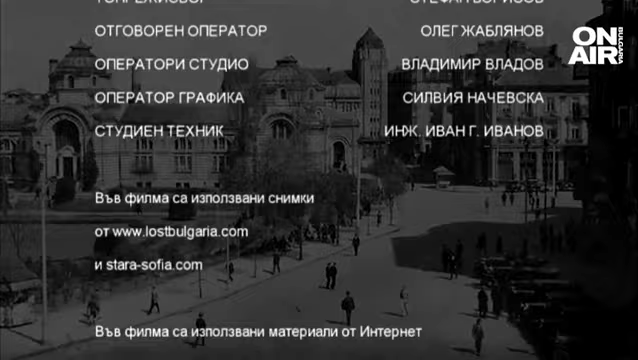 ОТГОВОРЕН ОПЕРАТОР ОЛЕГ ЖАБЛЯНОВ
ОПЕРАТОРИ СТУДИО ВЛАДИМИР ВЛАДОВ
ОПЕРАТОР ГРАФИКА СИЛВИЯ НАЧЕВСКА
СТУДИЕН ТЕХНИК ИНЖ. ИВАН Г. ИВАНОВ
Във филма са използвани снимки
от www.lostbulgaria.com
и stara-sofia.com
Във филма са използвани материали от Интернет
ON AIR
BULGARIA